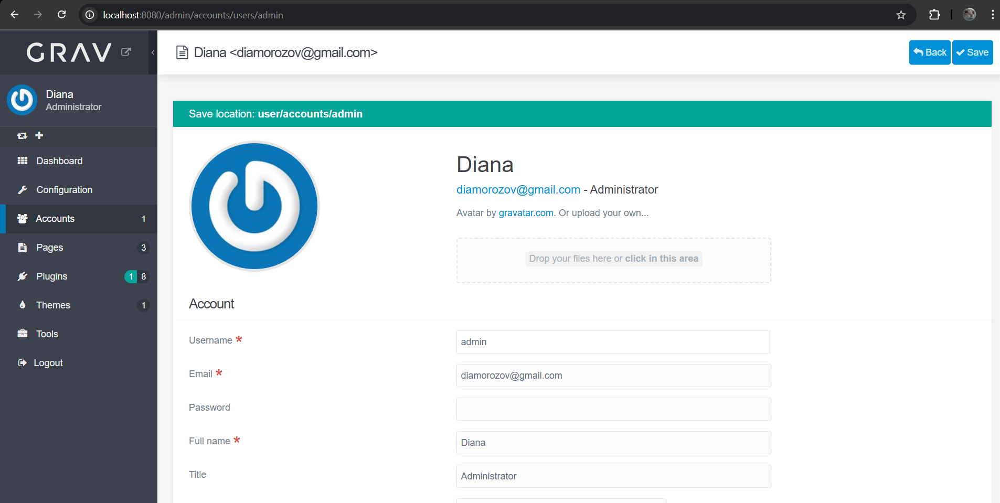 localhost:8080/admin/accounts/users/admin
GRAV
Diana <diamorozov@gmail.com>
Back
Save
Diana
Administrator
Dashboard
Configuration
Accounts 1
Pages 3
Plugins 1 8
Themes 1
Tools
Logout
Save location: user/accounts/admin
Diana
diamorozov@gmail.com - Administrator
Avatar by gravatar.com. Or upload your own...
Drop your files here or click in this area
Account
Username * admin
Email * diamorozov@gmail.com
Password
Full name * Diana
Title Administrator